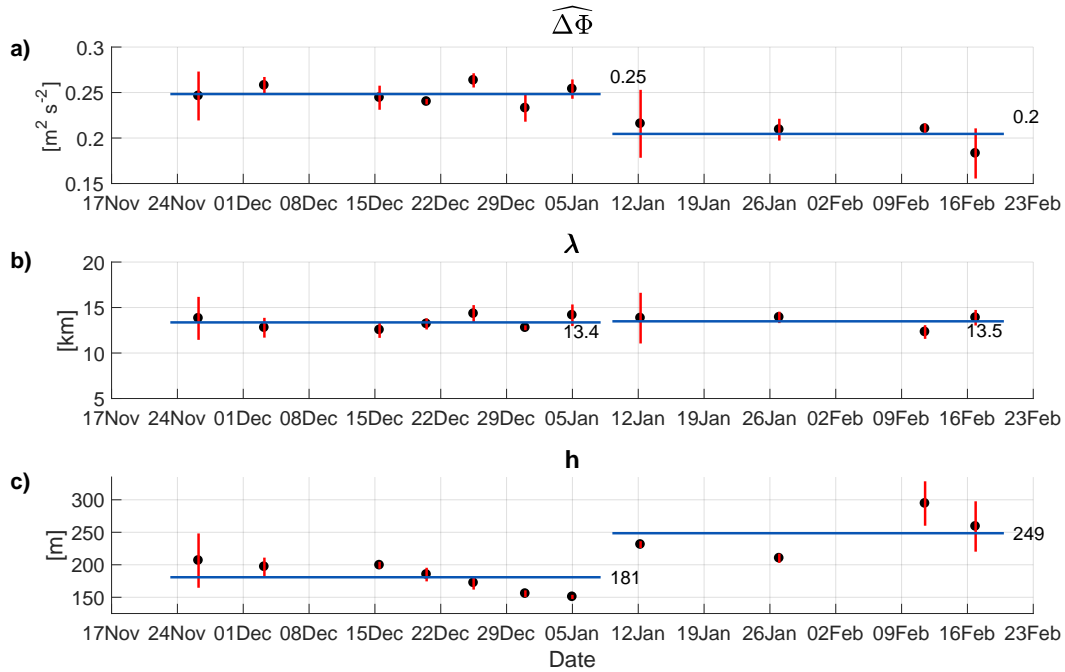 \widehat{ΔΦ}
a)
0.3
0.25
0.2
0.15
[m² s⁻²]
0.25
0.2
17Nov 24Nov 01Dec 08Dec 15Dec 22Dec 29Dec 05Jan 12Jan 19Jan 26Jan 02Feb 09Feb 16Feb 23Feb
λ
b)
20
15
10
5
[km]
13.4
13.5
17Nov 24Nov 01Dec 08Dec 15Dec 22Dec 29Dec 05Jan 12Jan 19Jan 26Jan 02Feb 09Feb 16Feb 23Feb
h
c)
300
250
200
150
[m]
181
249
17Nov 24Nov 01Dec 08Dec 15Dec 22Dec 29Dec 05Jan 12Jan 19Jan 26Jan 02Feb 09Feb 16Feb 23Feb
Date